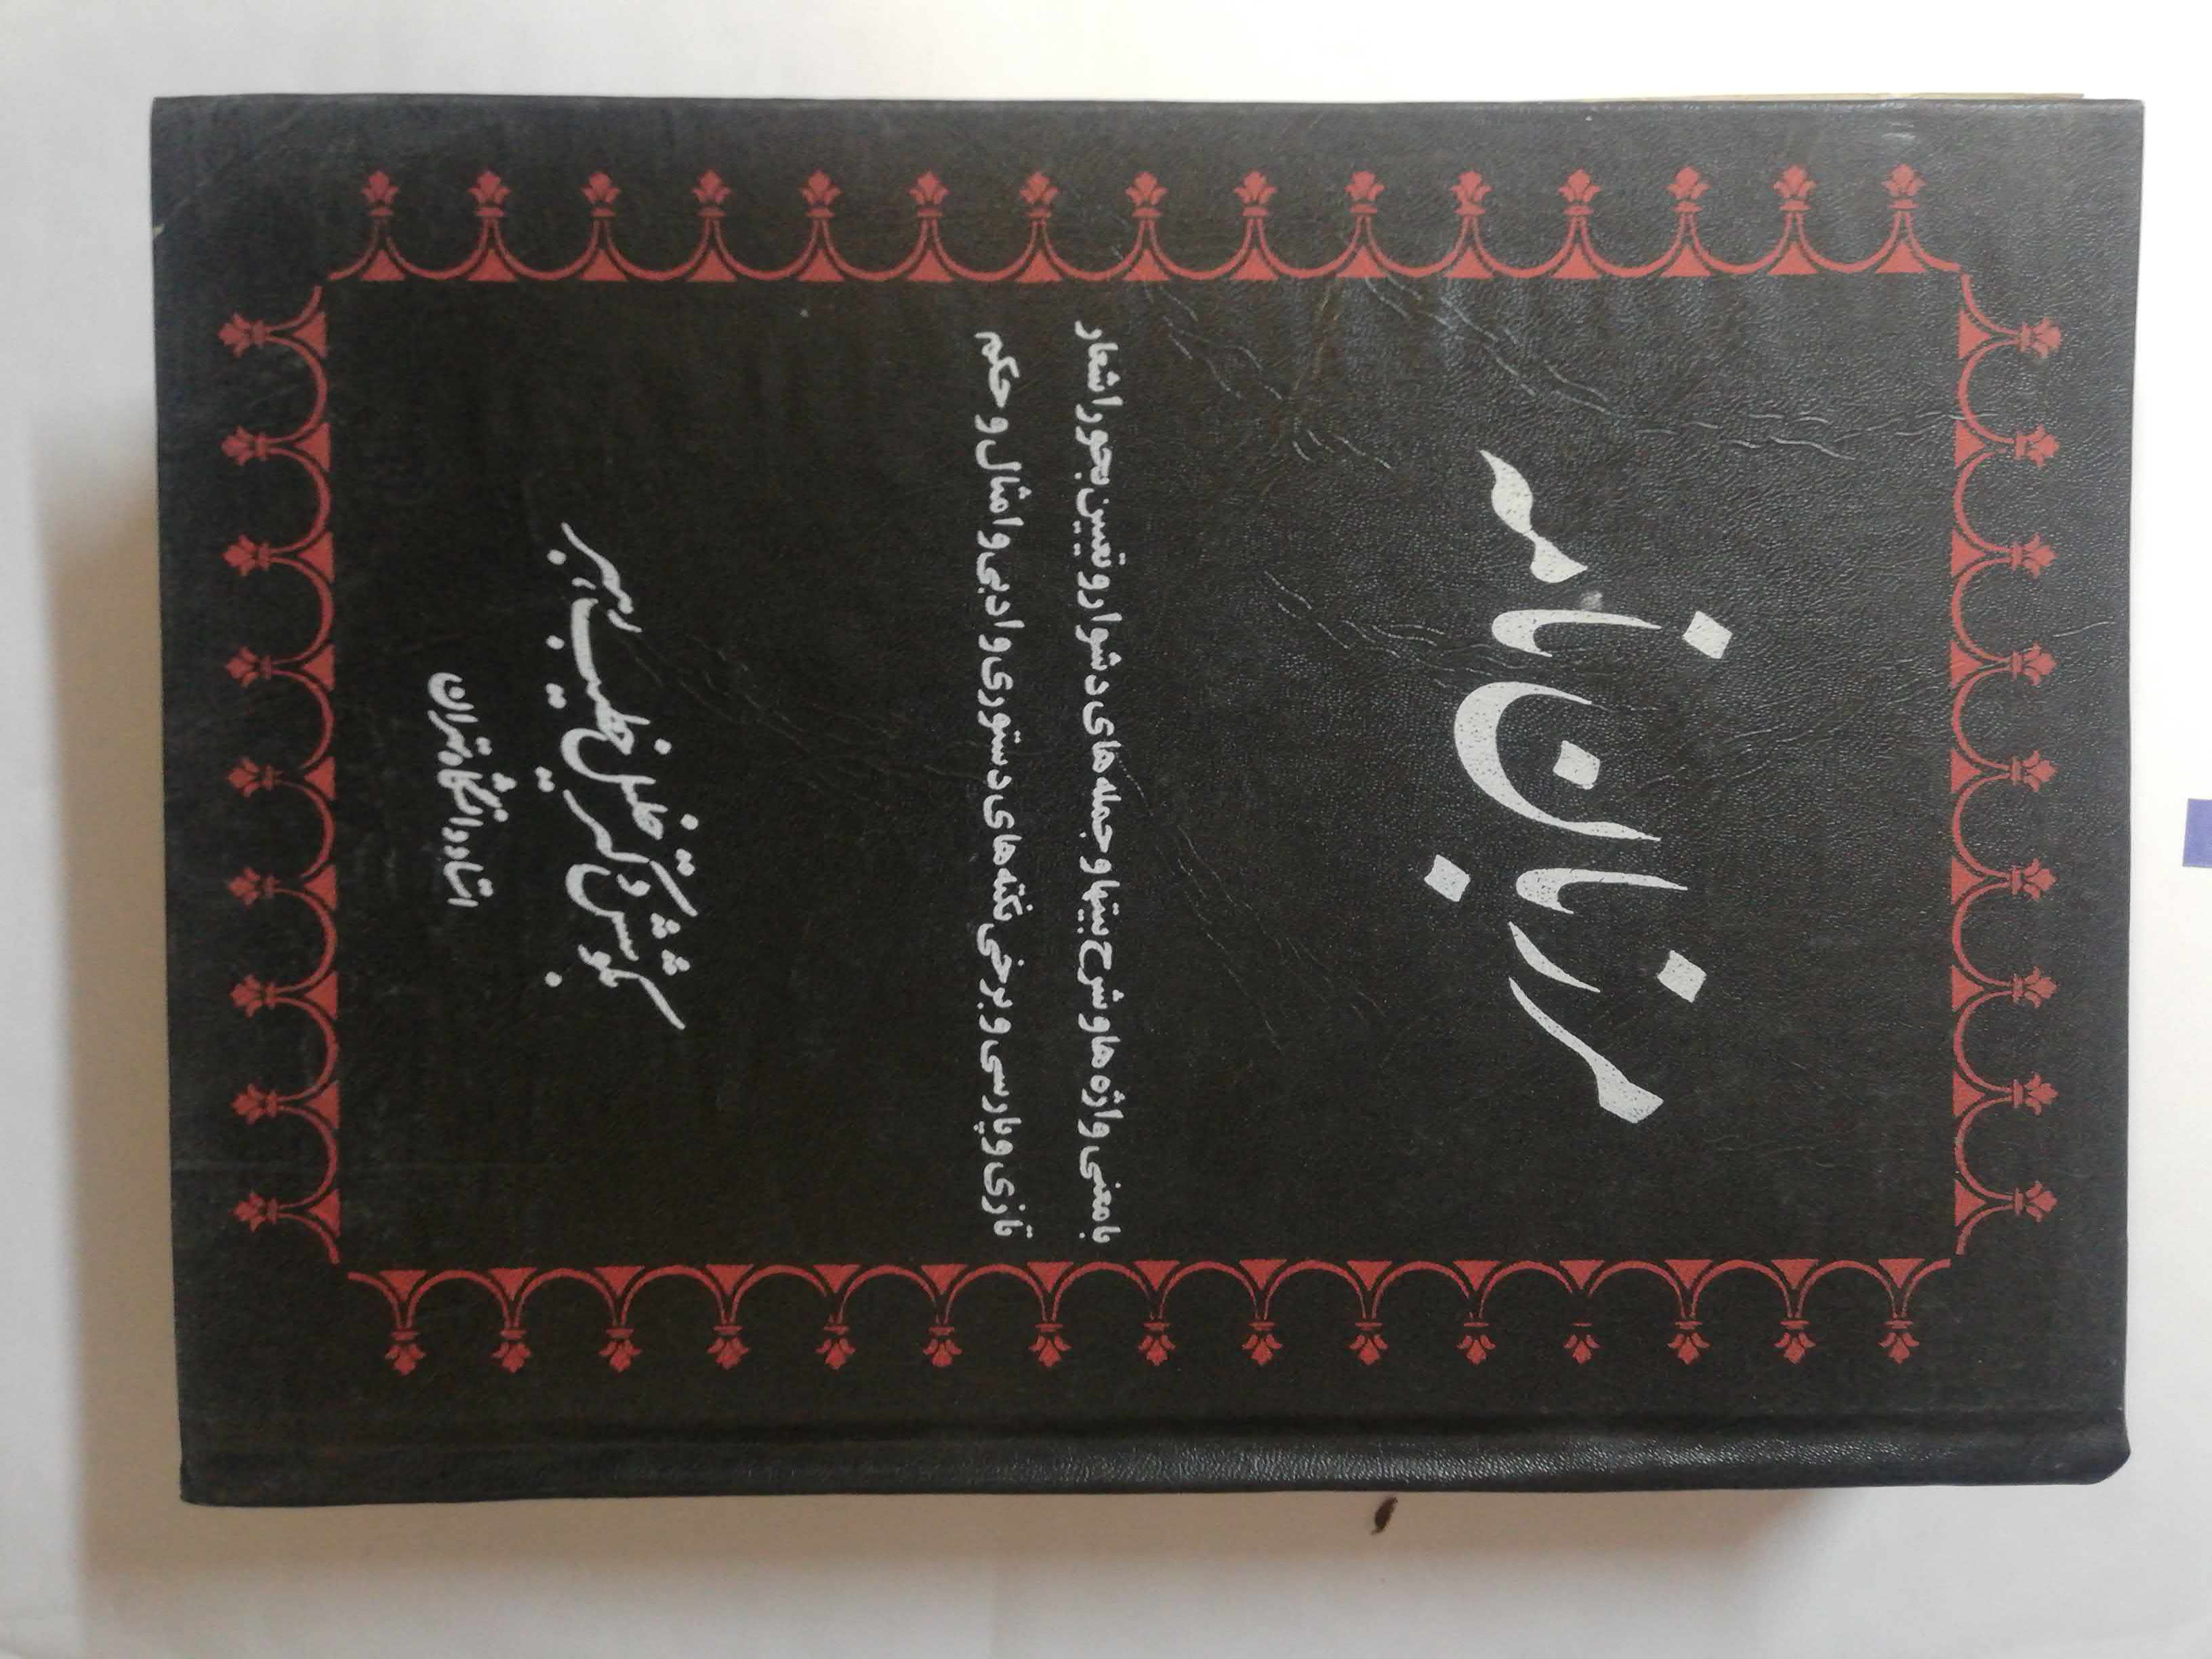 مرزبان نامه
با معنی واژه ها و شرح بیتها و جمله های دشوار و تعیین بحور اشعار
تازی و پارسی و برخی نکته های دستوری و ادبی و امثال و حکم
بکوشش دکتر خلیل خطیب رهبر
استاد دانشگاه تهران